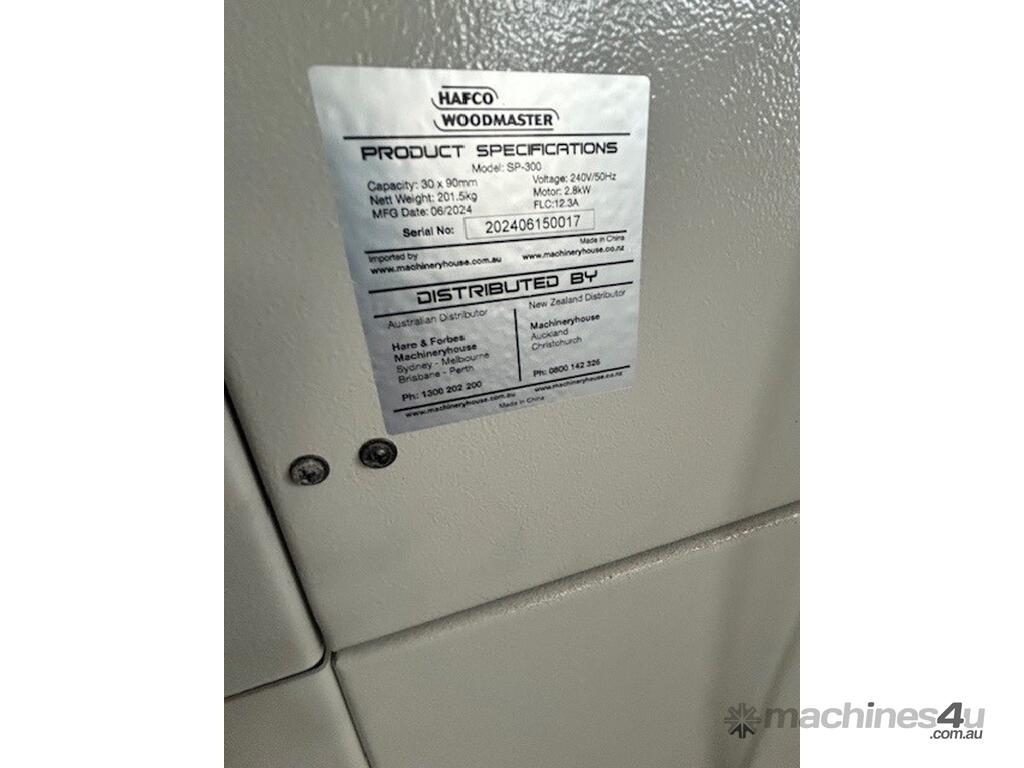 HAFCO
WOODMASTER
PRODUCT SPECIFICATIONS
Model: SP-300
Capacity: 30 x 90mm Voltage: 240V/50Hz
Nett Weight: 201.5kg Motor: 2.8kW
MFG Date: 06/2024 FLC:12.3A
Serial No: 202406150017
Made in China
Imported by
www.machineryhouse.com.au www.machineryhouse.co.nz
DISTRIBUTED BY
Australian Distributor New Zealand Distributor
Hare & Forbes Machineryhouse
Machineryhouse Auckland
Sydney - Melbourne Christchurch
Brisbane - Perth
Ph: 1300 202 200 Ph: 0800 142 326
www.machineryhouse.com.au www.machineryhouse.co.nz
Made in China
machines4u
.com.au